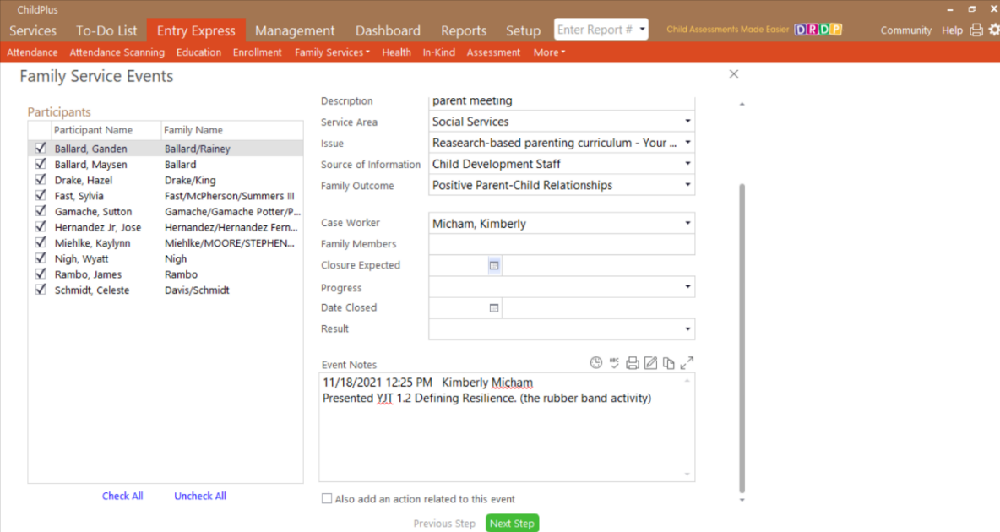 ChildPlus
Services To-Do List Entry Express Management Dashboard Reports Setup Enter Report # Child Assessments Made Easier DRDP Community Help
Attendance Attendance Scanning Education Enrollment Family Services Health In-Kind Assessment More
Family Service Events
Participants
Participant Name Family Name
Ballard, Ganden Ballard/Rainey
Ballard, Maysen Ballard
Drake, Hazel Drake/King
Fast, Sylvia Fast/McPherson/Summers III
Gamache, Sutton Gamache/Gamache Potter/P...
Hernandez Jr, Jose Hernandez/Hernandez Fern...
Miehlke, Kaylynn Miehlke/MOORE/STEPHEN...
Nigh, Wyatt Nigh
Rambo, James Rambo
Schmidt, Celeste Davis/Schmidt
Check All Uncheck All
Description parent meeting
Service Area Social Services
Issue Reasearch-based parenting curriculum - Your ...
Source of Information Child Development Staff
Family Outcome Positive Parent-Child Relationships
Case Worker Micham, Kimberly
Family Members
Closure Expected
Progress
Date Closed
Result
Event Notes ABC
11/18/2021 12:25 PM Kimberly Micham
Presented YJT 1.2 Defining Resilience. (the rubber band activity)
Also add an action related to this event
Previous Step Next Step